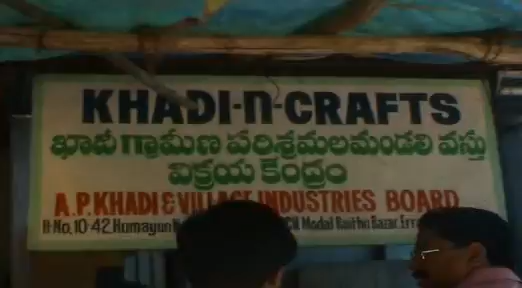 KHADI-n-CRAFTS
ఖాదీ గ్రామీణ పరిశ్రమలమండలి వస్తు
విక్రయ కేంద్రం
A.P. KHADI & VILLAGE INDUSTRIES BOARD
H.No. 10-42, Humayun Modal Raithu Bazar,